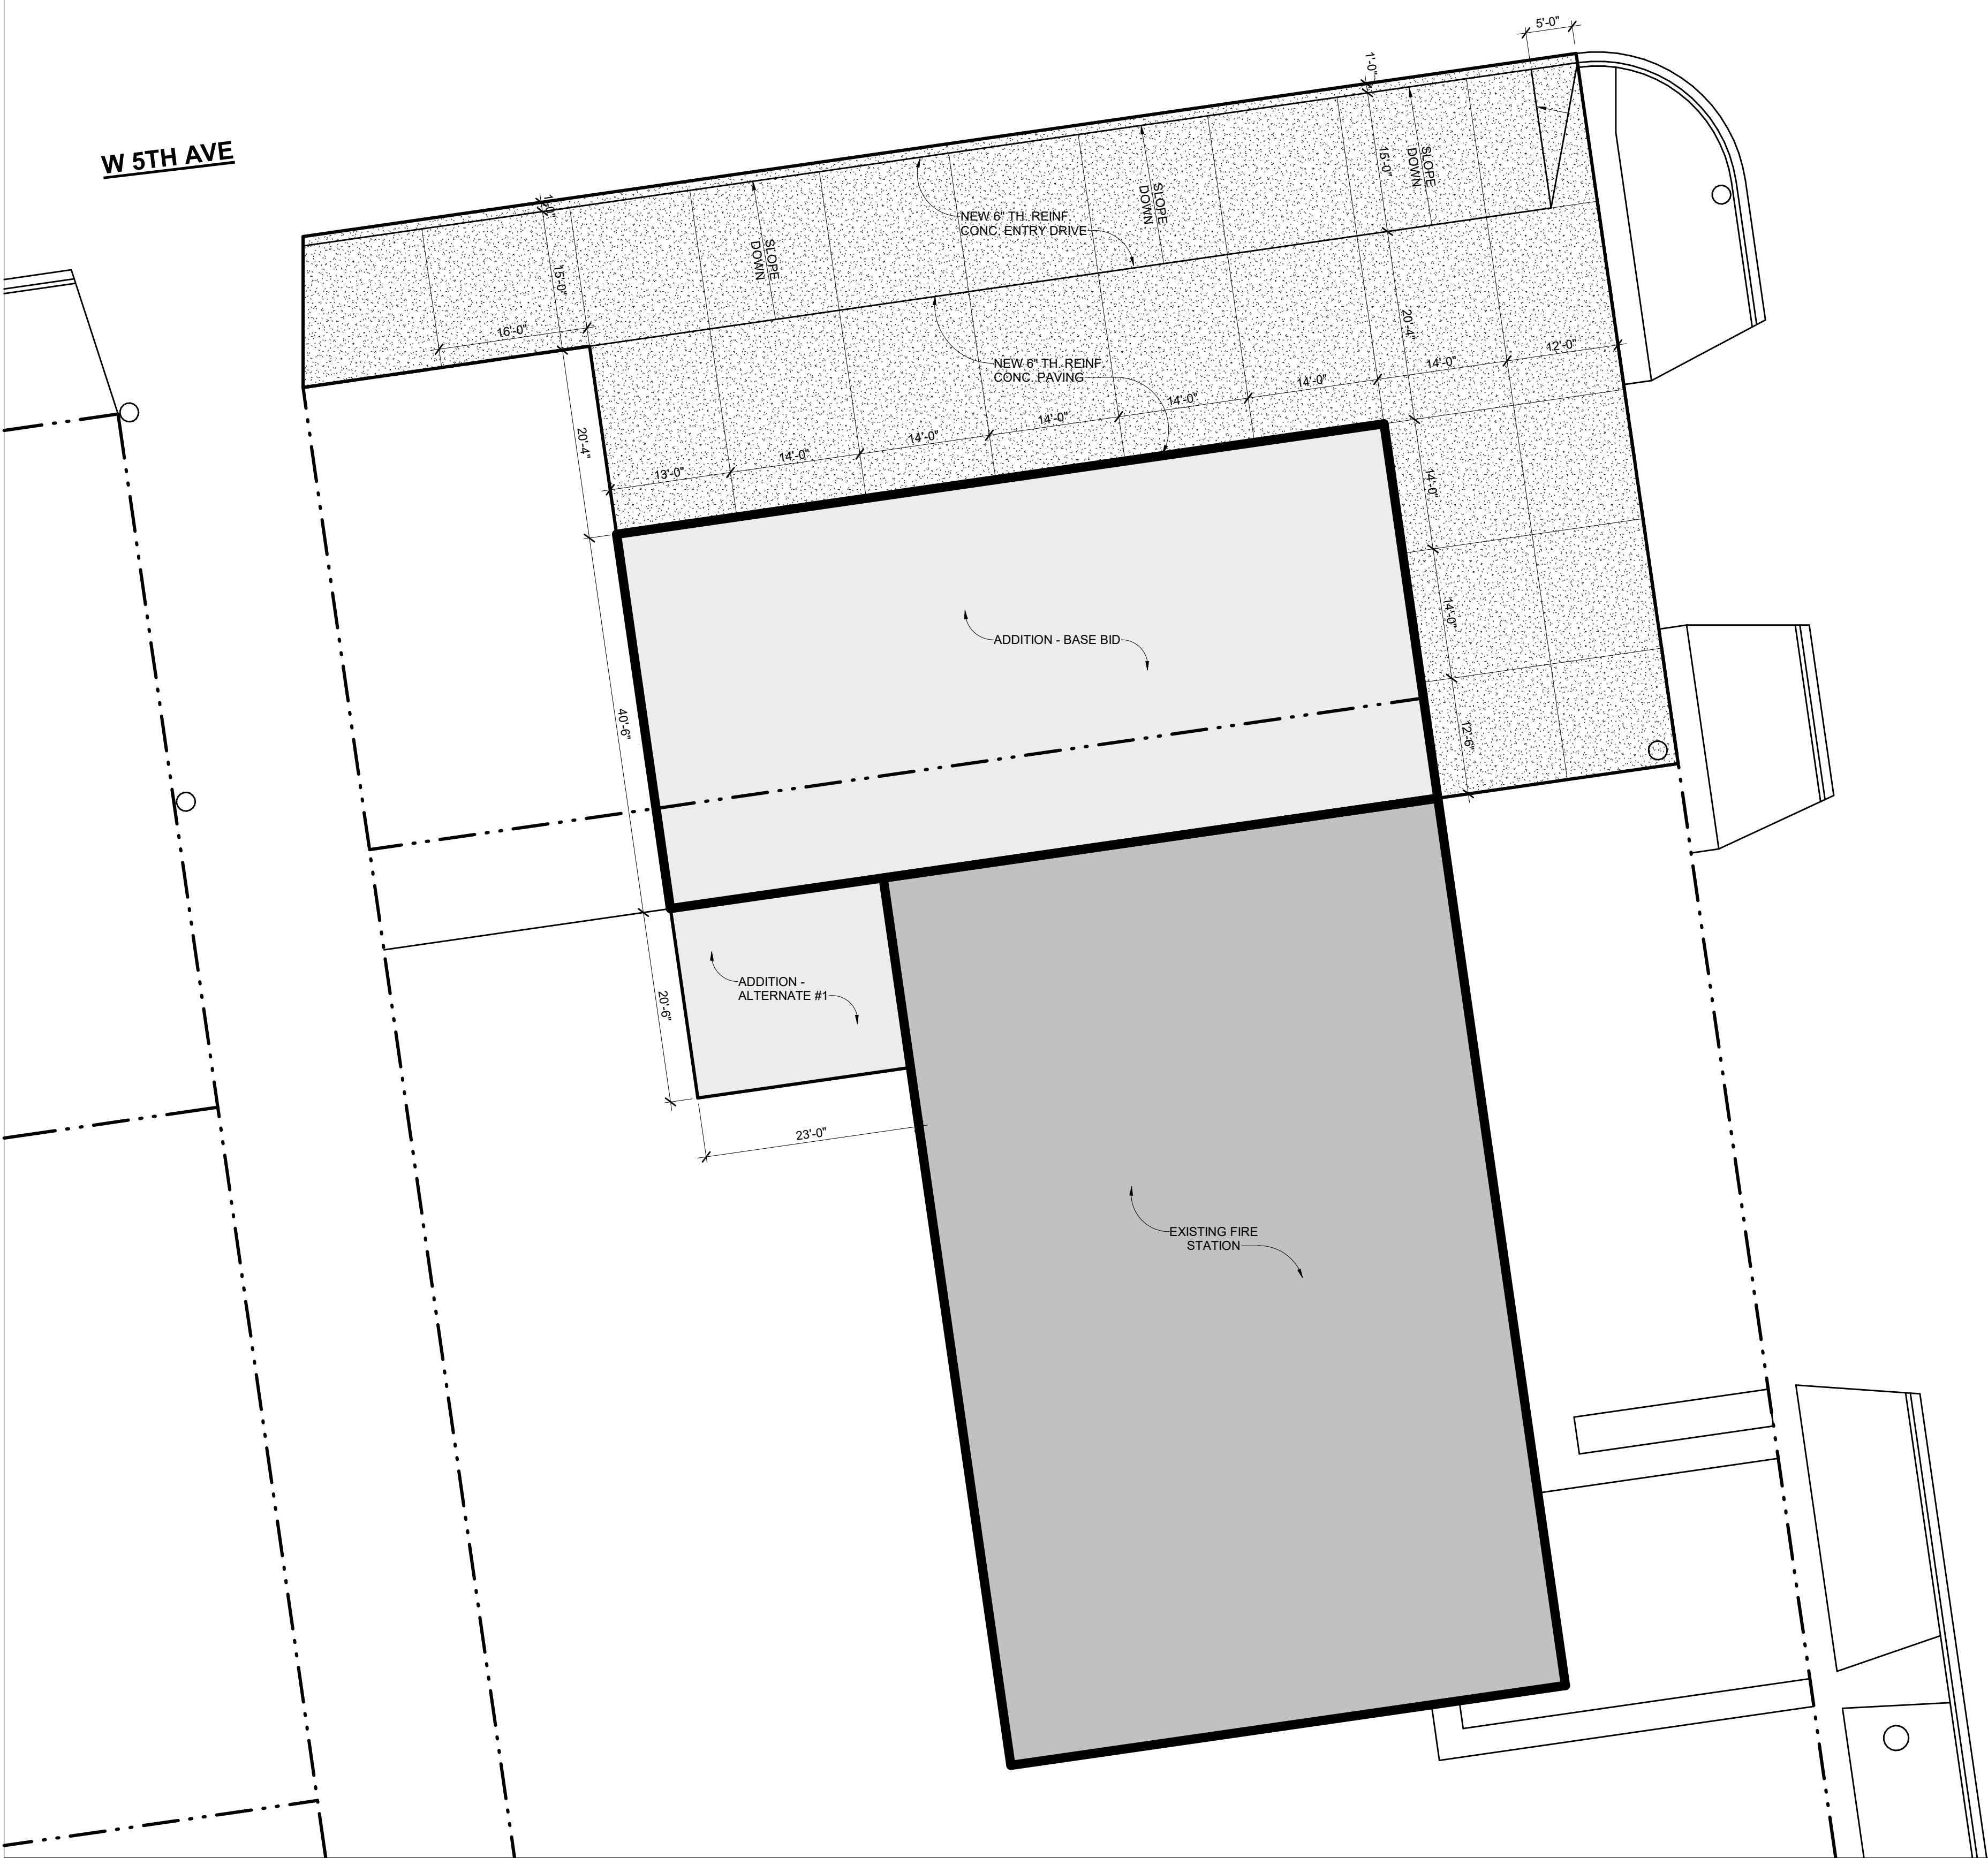 5'-0"
1'-0"
W 5TH AVE
15'-0"
SLOPE
DOWN
SLOPE
DOWN
1'-0"
NEW 6" TH. REINF.
CONC. ENTRY DRIVE
SLOPE
DOWN
15'-0"
16'-0"
20'-4"
12'-0"
14'-0"
NEW 6" TH. REINF.
CONC. PAVING
14'-0"
14'-0"
14'-0"
14'-0"
14'-0"
13'-0"
20'-4"
14'-0"
14'-0"
ADDITION - BASE BID
40'-6"
12'-6"
ADDITION -
ALTERNATE #1
20'-6"
23'-0"
EXISTING FIRE
STATION